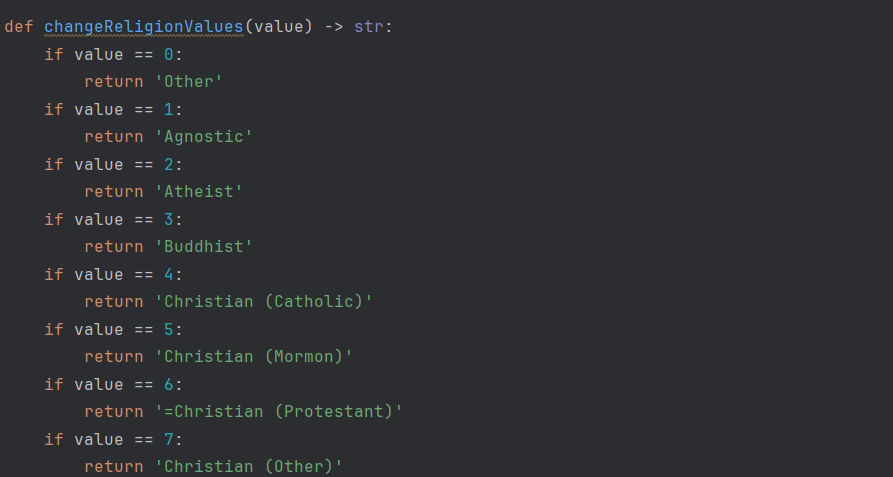 def changeReligionValues(value) -> str:
    if value == 0:
        return 'Other'
    if value == 1:
        return 'Agnostic'
    if value == 2:
        return 'Atheist'
    if value == 3:
        return 'Buddhist'
    if value == 4:
        return 'Christian (Catholic)'
    if value == 5:
        return 'Christian (Mormon)'
    if value == 6:
        return '=Christian (Protestant)'
    if value == 7:
        return 'Christian (Other)'